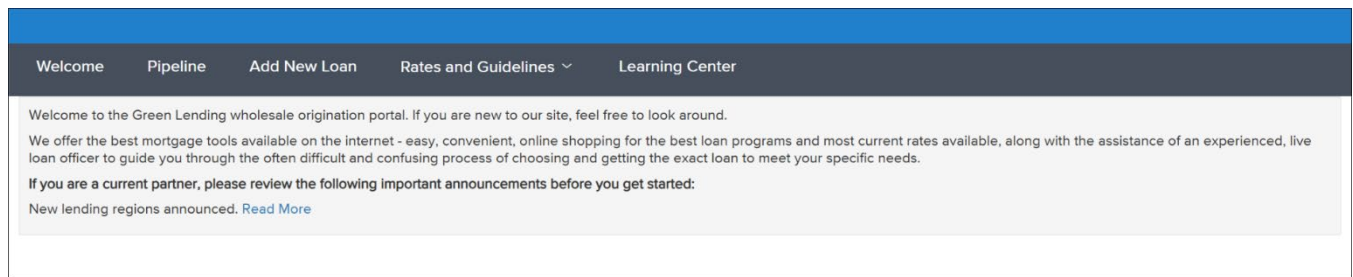 Welcome Pipeline Add New Loan Rates and Guidelines Learning Center
Welcome to the Green Lending wholesale origination portal. If you are new to our site, feel free to look around.
We offer the best mortgage tools available on the internet - easy, convenient, online shopping for the best loan programs and most current rates available, along with the assistance of an experienced, live
loan officer to guide you through the often difficult and confusing process of choosing and getting the exact loan to meet your specific needs.
If you are a current partner, please review the following important announcements before you get started:
New lending regions announced. Read More